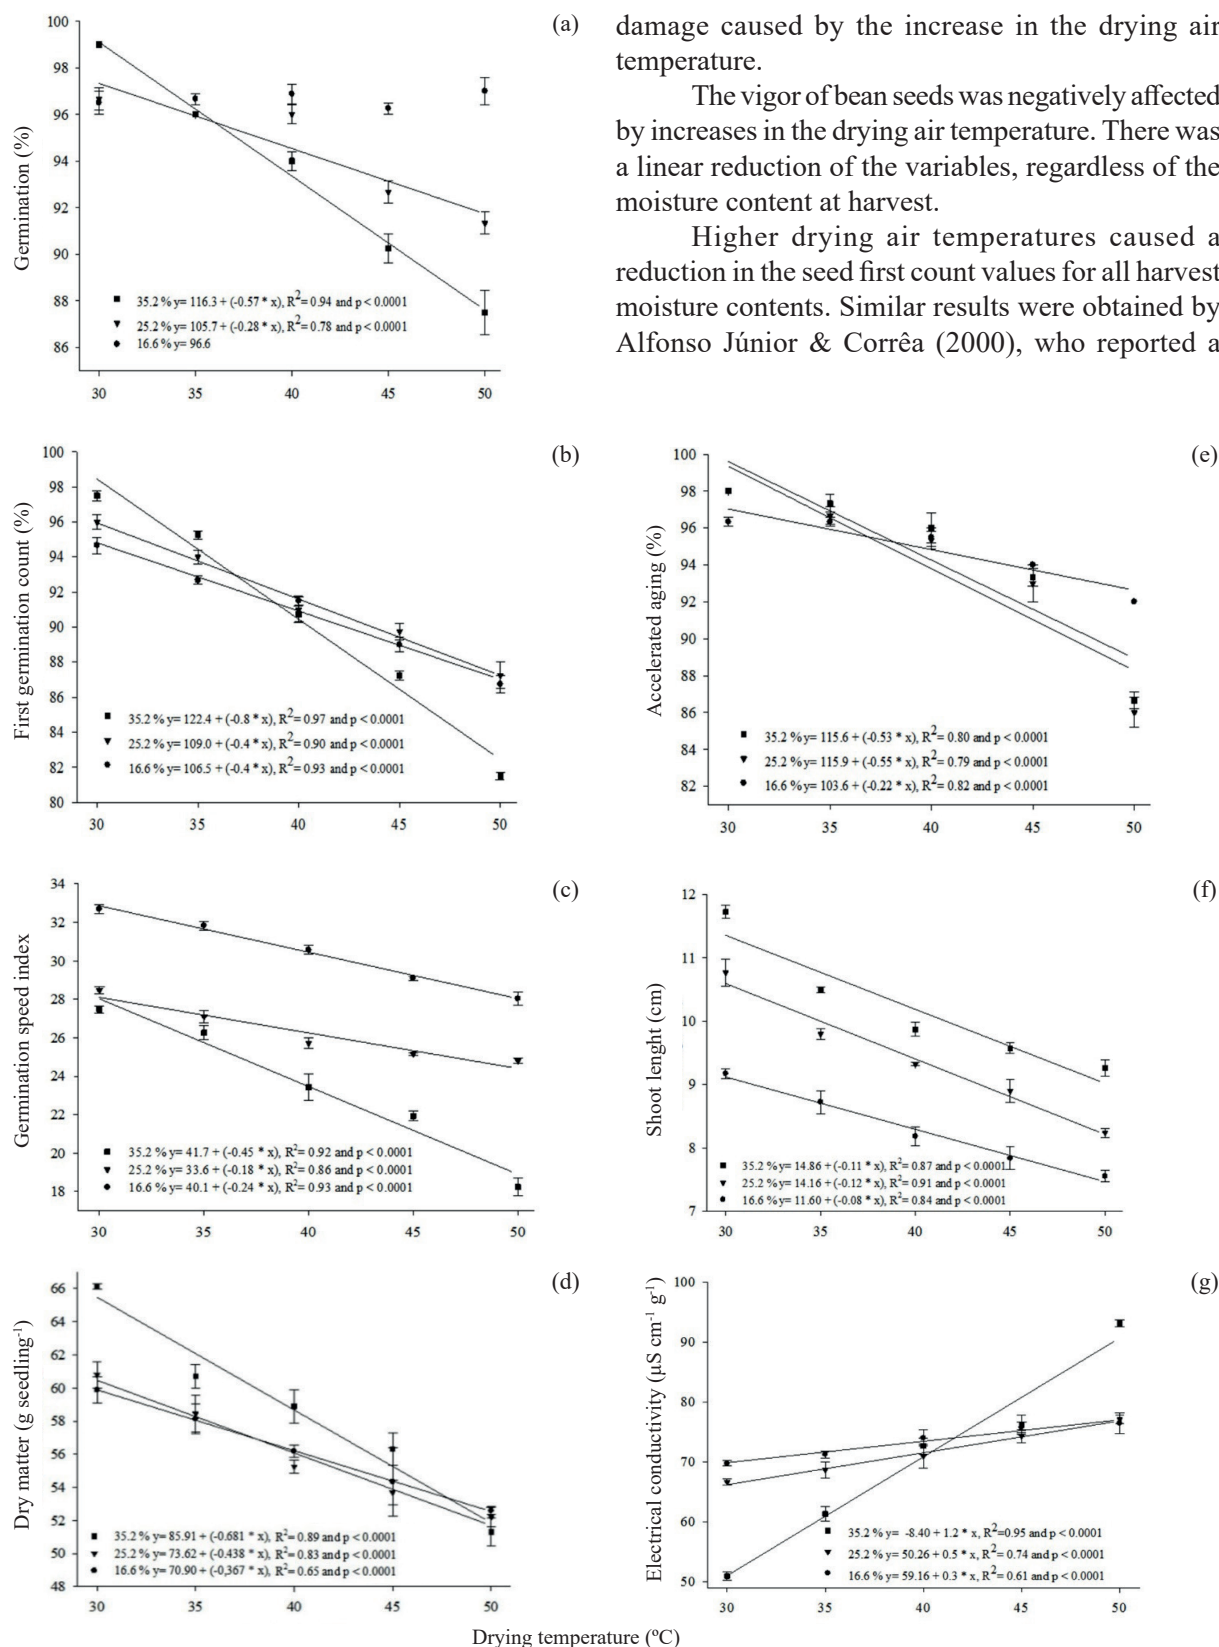 (a)
Germination (%)
100
98
96
94
92
90
88
86
■ 35.2 % y= 116.3 + (-0.57 * x), R²= 0.94 and p < 0.0001
▼ 25.2 % y= 105.7 + (-0.28 * x), R²= 0.78 and p < 0.0001
● 16.6 % y= 96.6
30 35 40 45 50
damage caused by the increase in the drying air
temperature.
The vigor of bean seeds was negatively affected
by increases in the drying air temperature. There was
a linear reduction of the variables, regardless of the
moisture content at harvest.
Higher drying air temperatures caused a
reduction in the seed first count values for all harvest
moisture contents. Similar results were obtained by
Alfonso Júnior & Corrêa (2000), who reported a
(b)
First germination count (%)
100
98
96
94
92
90
88
86
84
82
80
■ 35.2 % y= 122.4 + (-0.8 * x), R²= 0.97 and p < 0.0001
▼ 25.2 % y= 109.0 + (-0.4 * x), R²= 0.90 and p < 0.0001
● 16.6 % y= 106.5 + (-0.4 * x), R²= 0.93 and p < 0.0001
30 35 40 45 50
(e)
Accelerated aging (%)
100
98
96
94
92
90
88
86
84
82
■ 35.2 % y= 115.6 + (-0.53 * x), R²= 0.80 and p < 0.0001
▼ 25.2 % y= 115.9 + (-0.55 * x), R²= 0.79 and p < 0.0001
● 16.6 % y= 103.6 + (-0.22 * x), R²= 0.82 and p < 0.0001
30 35 40 45 50
(c)
Germination speed index
34
32
30
28
26
24
22
20
18
■ 35.2 % y= 41.7 + (-0.45 * x), R²= 0.92 and p < 0.0001
▼ 25.2 % y= 33.6 + (-0.18 * x), R²= 0.86 and p < 0.0001
● 16.6 % y= 40.1 + (-0.24 * x), R²= 0.93 and p < 0.0001
30 35 40 45 50
(f)
Shoot lenght (cm)
12
11
10
9
8
7
■ 35.2 % y= 14.86 + (-0.11 * x), R²= 0.87 and p < 0.0001
▼ 25.2 % y= 14.16 + (-0.12 * x), R²= 0.91 and p < 0.0001
● 16.6 % y= 11.60 + (-0.08 * x), R²= 0.84 and p < 0.0001
30 35 40 45 50
(d)
Dry matter (g seedling⁻¹)
66
64
62
60
58
56
54
52
50
48
■ 35.2 % y= 85.91 + (-0.681 * x), R²= 0.89 and p < 0.0001
▼ 25.2 % y= 73.62 + (-0.438 * x), R²= 0.83 and p < 0.0001
● 16.6 % y= 70.90 + (-0,367 * x), R²= 0.65 and p < 0.0001
30 35 40 45 50
(g)
Electrical conductivity (μS cm⁻¹ g⁻¹)
100
90
80
70
60
50
■ 35.2 % y= -8.40 + 1.2 * x, R²=0.95 and p < 0.0001
▼ 25.2 % y= 50.26 + 0.5 * x, R²= 0.74 and p < 0.0001
● 16.6 % y= 59.16 + 0.3 * x, R²= 0.61 and p < 0.0001
30 35 40 45 50
Drying temperature (ºC)